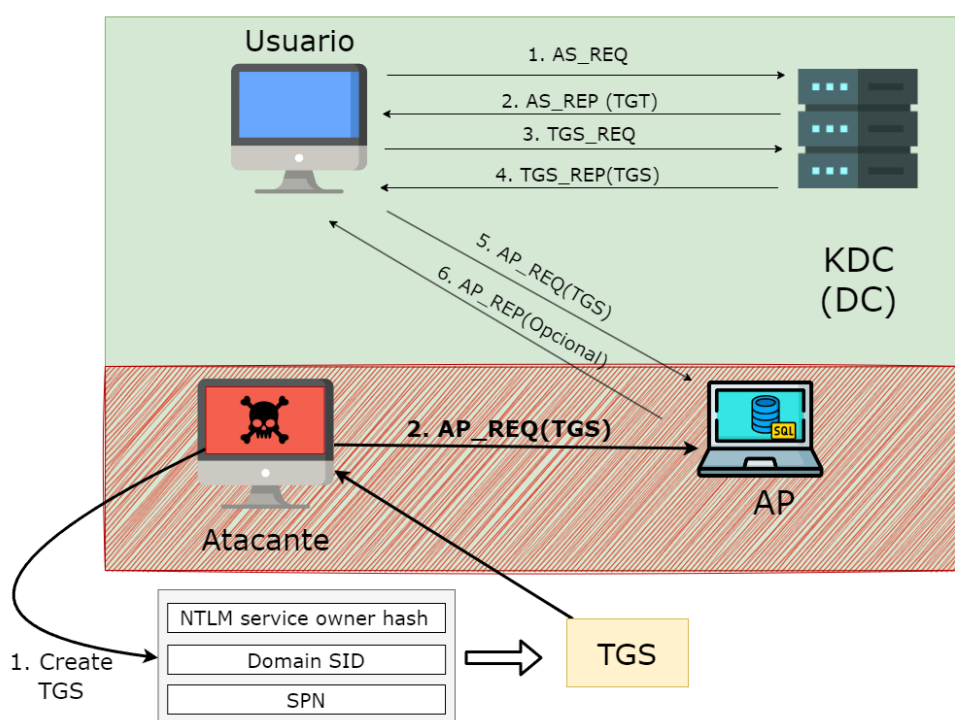 Usuario
1. AS_REQ
2. AS_REP (TGT)
3. TGS_REQ
4. TGS_REP(TGS)
5. AP_REQ(TGS)
6. AP_REP(Opcional)
KDC
(DC)
2. AP_REQ(TGS)
SQL
AP
Atacante
1. Create
TGS
NTLM service owner hash
Domain SID
SPN
TGS